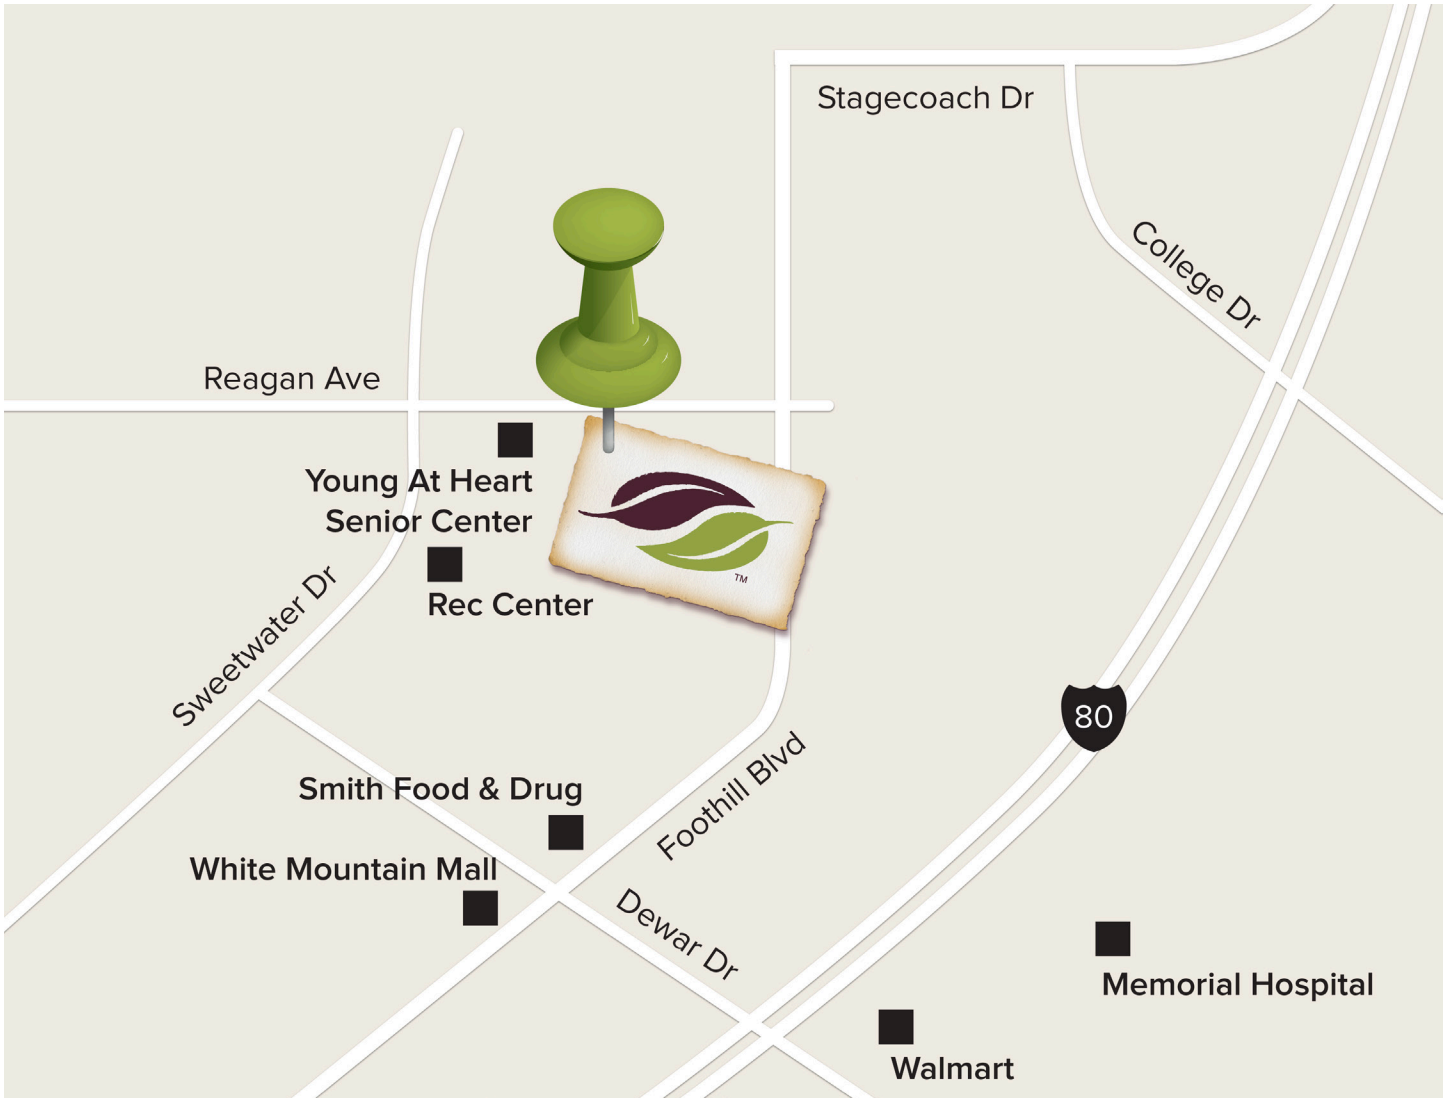 Stagecoach Dr
College Dr
Reagan Ave
Young At Heart
Senior Center
TM
Rec Center
Sweetwater Dr
80
Foothill Blvd
Smith Food & Drug
White Mountain Mall
Dewar Dr
Memorial Hospital
Walmart